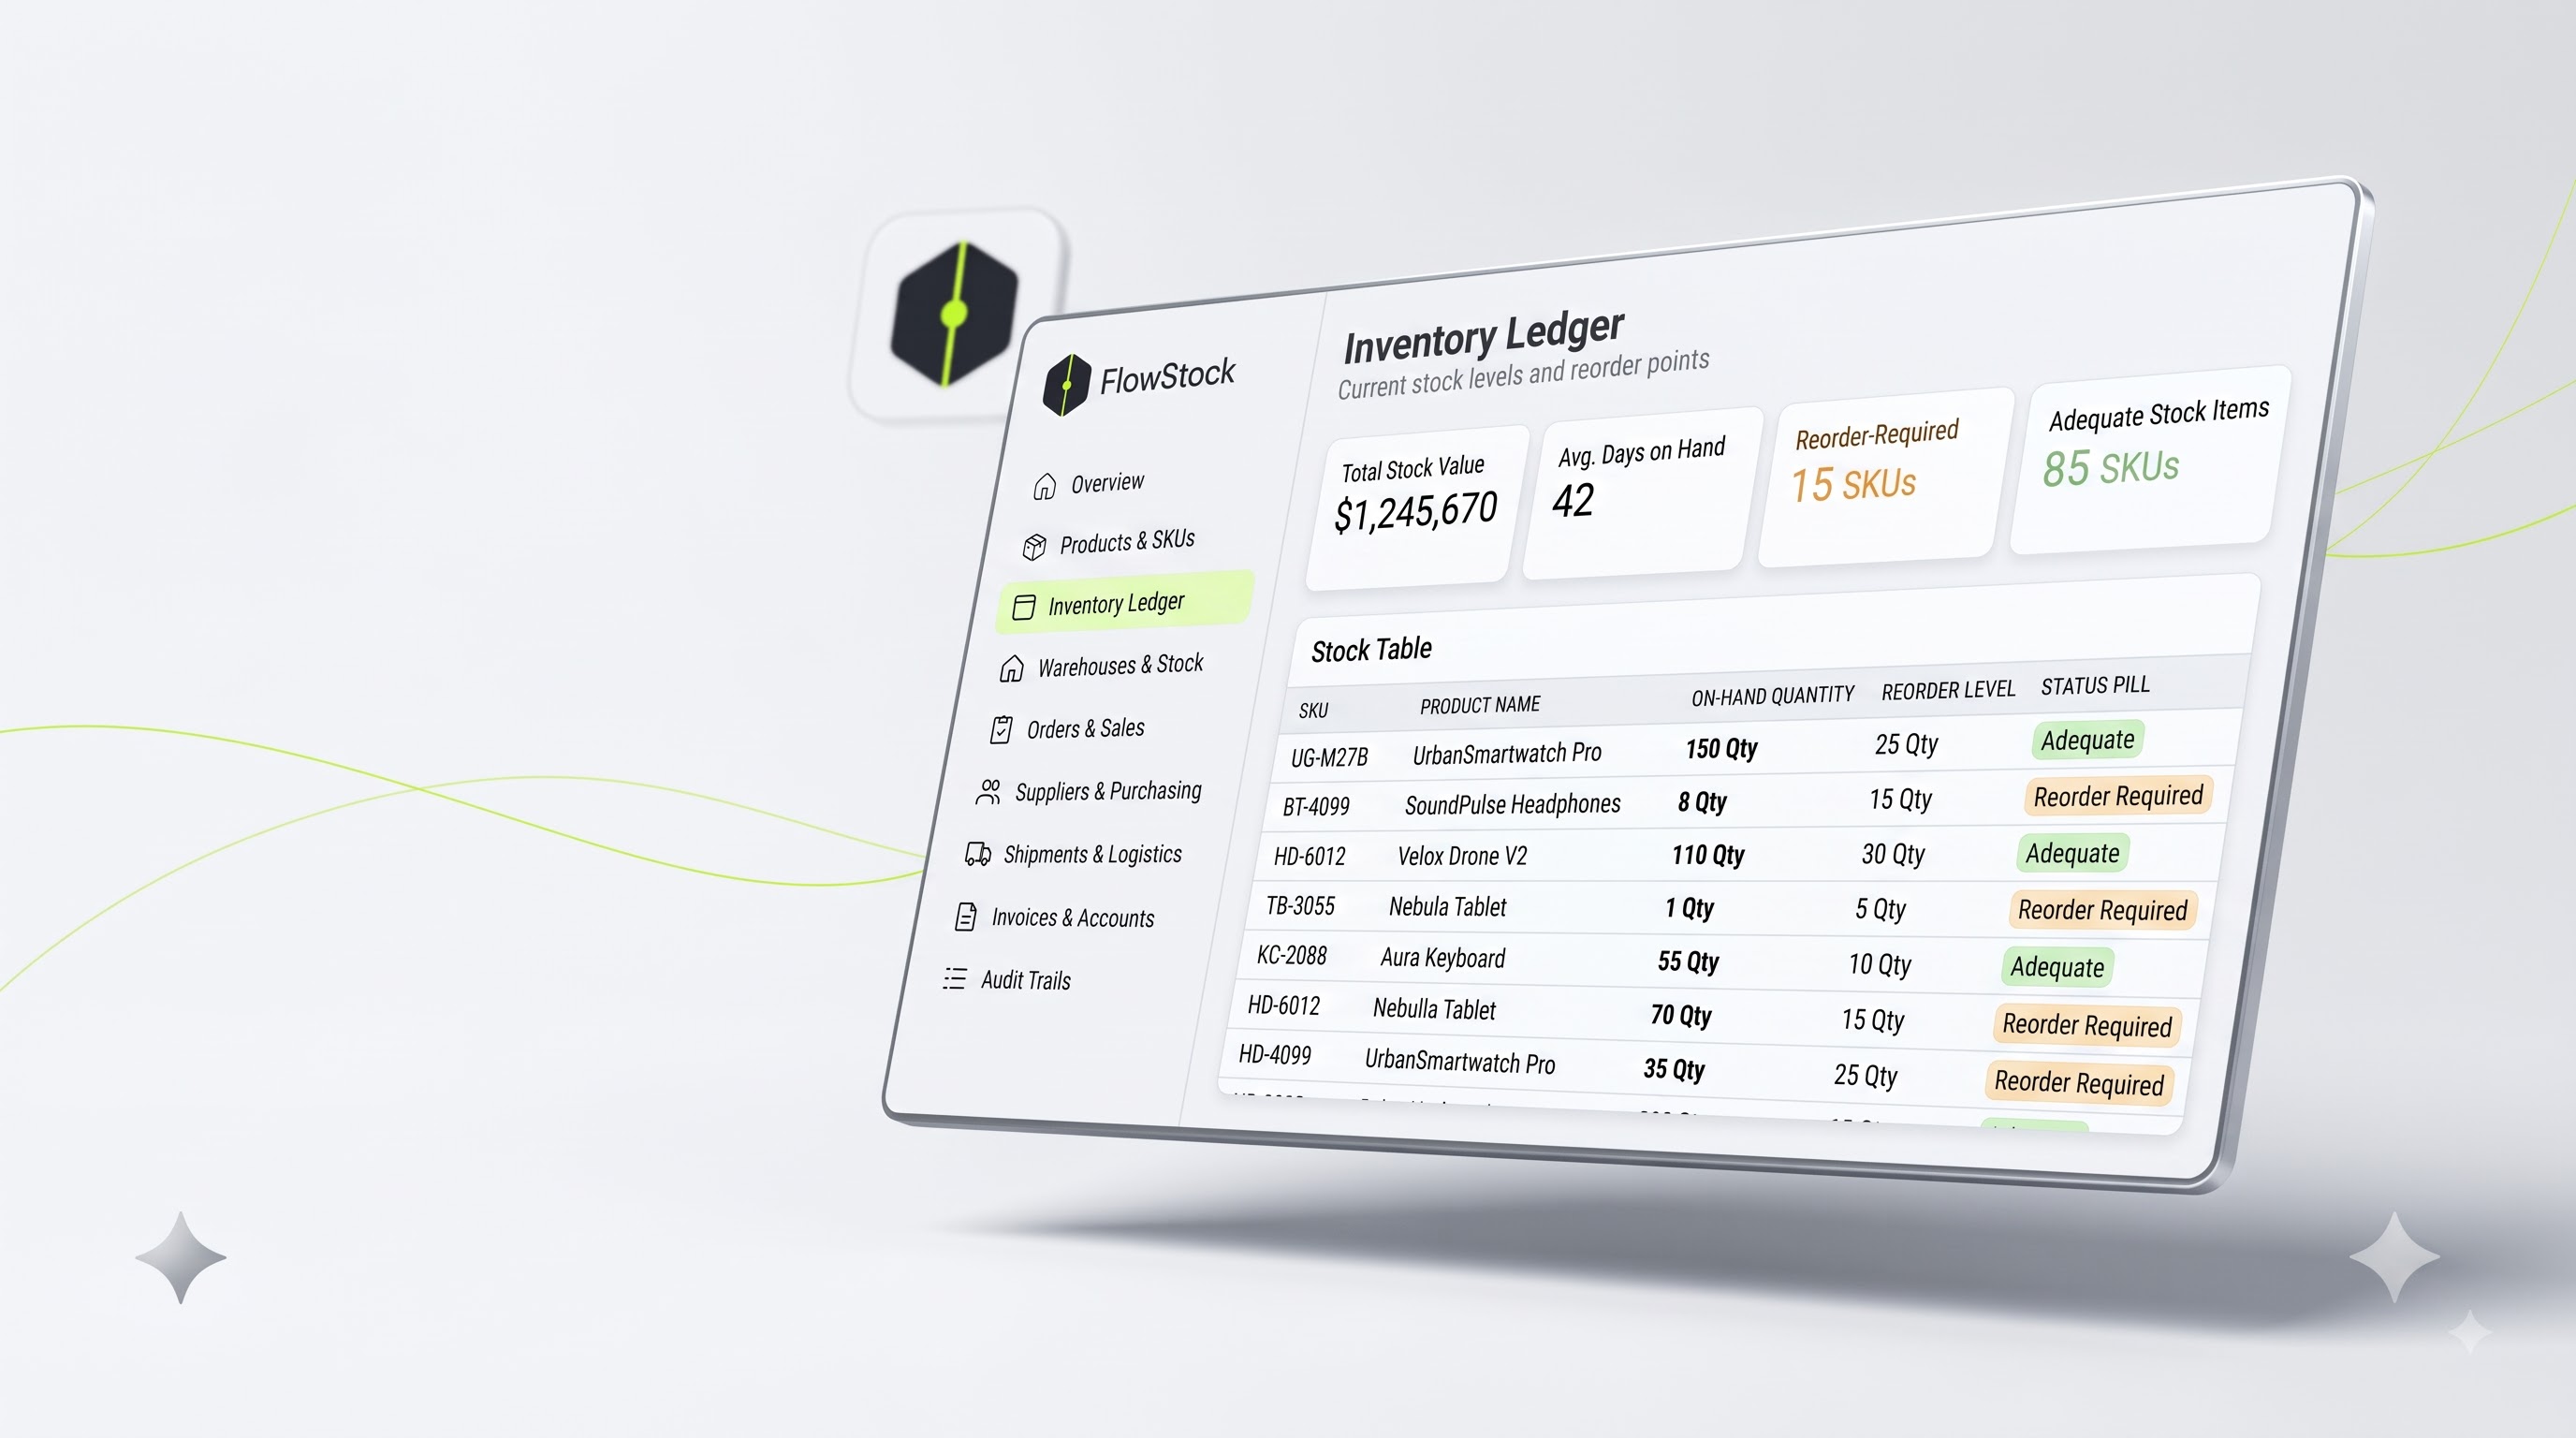 FlowStock
Overview
Products & SKUs
Inventory Ledger
Warehouses & Stock
Orders & Sales
Suppliers & Purchasing
Shipments & Logistics
Invoices & Accounts
Audit Trails
Inventory Ledger
Current stock levels and reorder points
Total Stock Value
$1,245,670
Avg. Days on Hand
42
Reorder-Required
15 SKUs
Adequate Stock Items
85 SKUs
Stock Table
SKU PRODUCT NAME ON-HAND QUANTITY REORDER LEVEL STATUS PILL
UG-M27B UrbanSmartwatch Pro 150 Qty 25 Qty Adequate
BT-4099 SoundPulse Headphones 8 Qty 15 Qty Reorder Required
HD-6012 Velox Drone V2 110 Qty 30 Qty Adequate
TB-3055 Nebula Tablet 1 Qty 5 Qty Reorder Required
KC-2088 Aura Keyboard 55 Qty 10 Qty Adequate
HD-6012 Nebulla Tablet 70 Qty 15 Qty Reorder Required
HD-4099 UrbanSmartwatch Pro 35 Qty 25 Qty Reorder Required